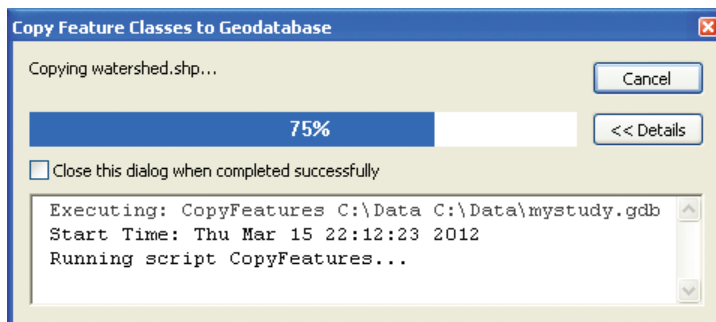 Copy Feature Classes to Geodatabase
Copying watershed.shp...
Cancel
75%
<< Details
Close this dialog when completed successfully
Executing: CopyFeatures C:\Data C:\Data\mystudy.gdb
Start Time: Thu Mar 15 22:12:23 2012
Running script CopyFeatures...